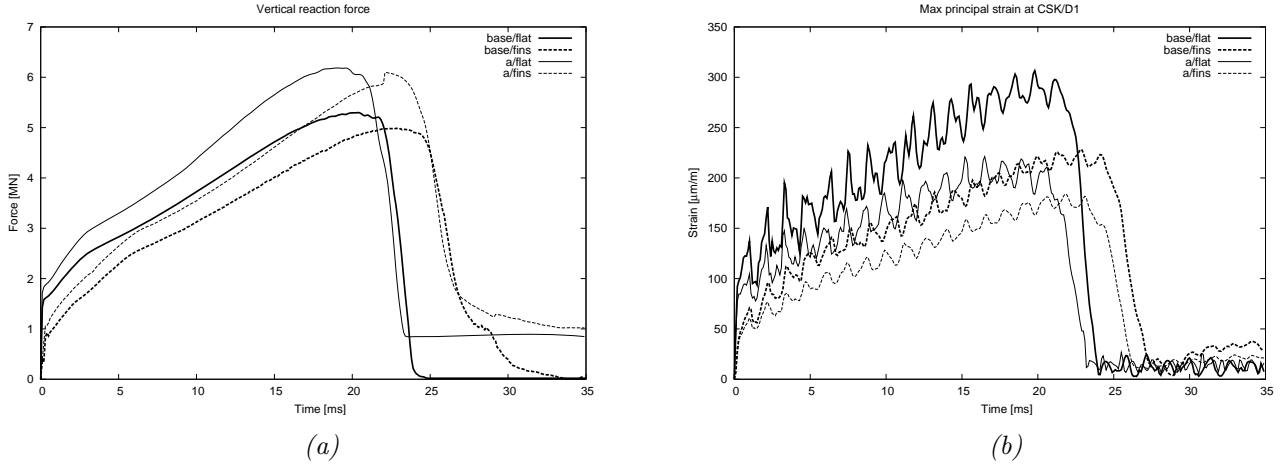 Vertical reaction force
base/flat
base/fins
a/flat
a/fins
7
6
5
4
3
2
1
0
Force [MN]
0 5 10 15 20 25 30 35
Time [ms]
(a)
Max principal strain at CSK/D1
base/flat
base/fins
a/flat
a/fins
350
300
250
200
150
100
50
0
Strain [μm/m]
0 5 10 15 20 25 30 35
Time [ms]
(b)